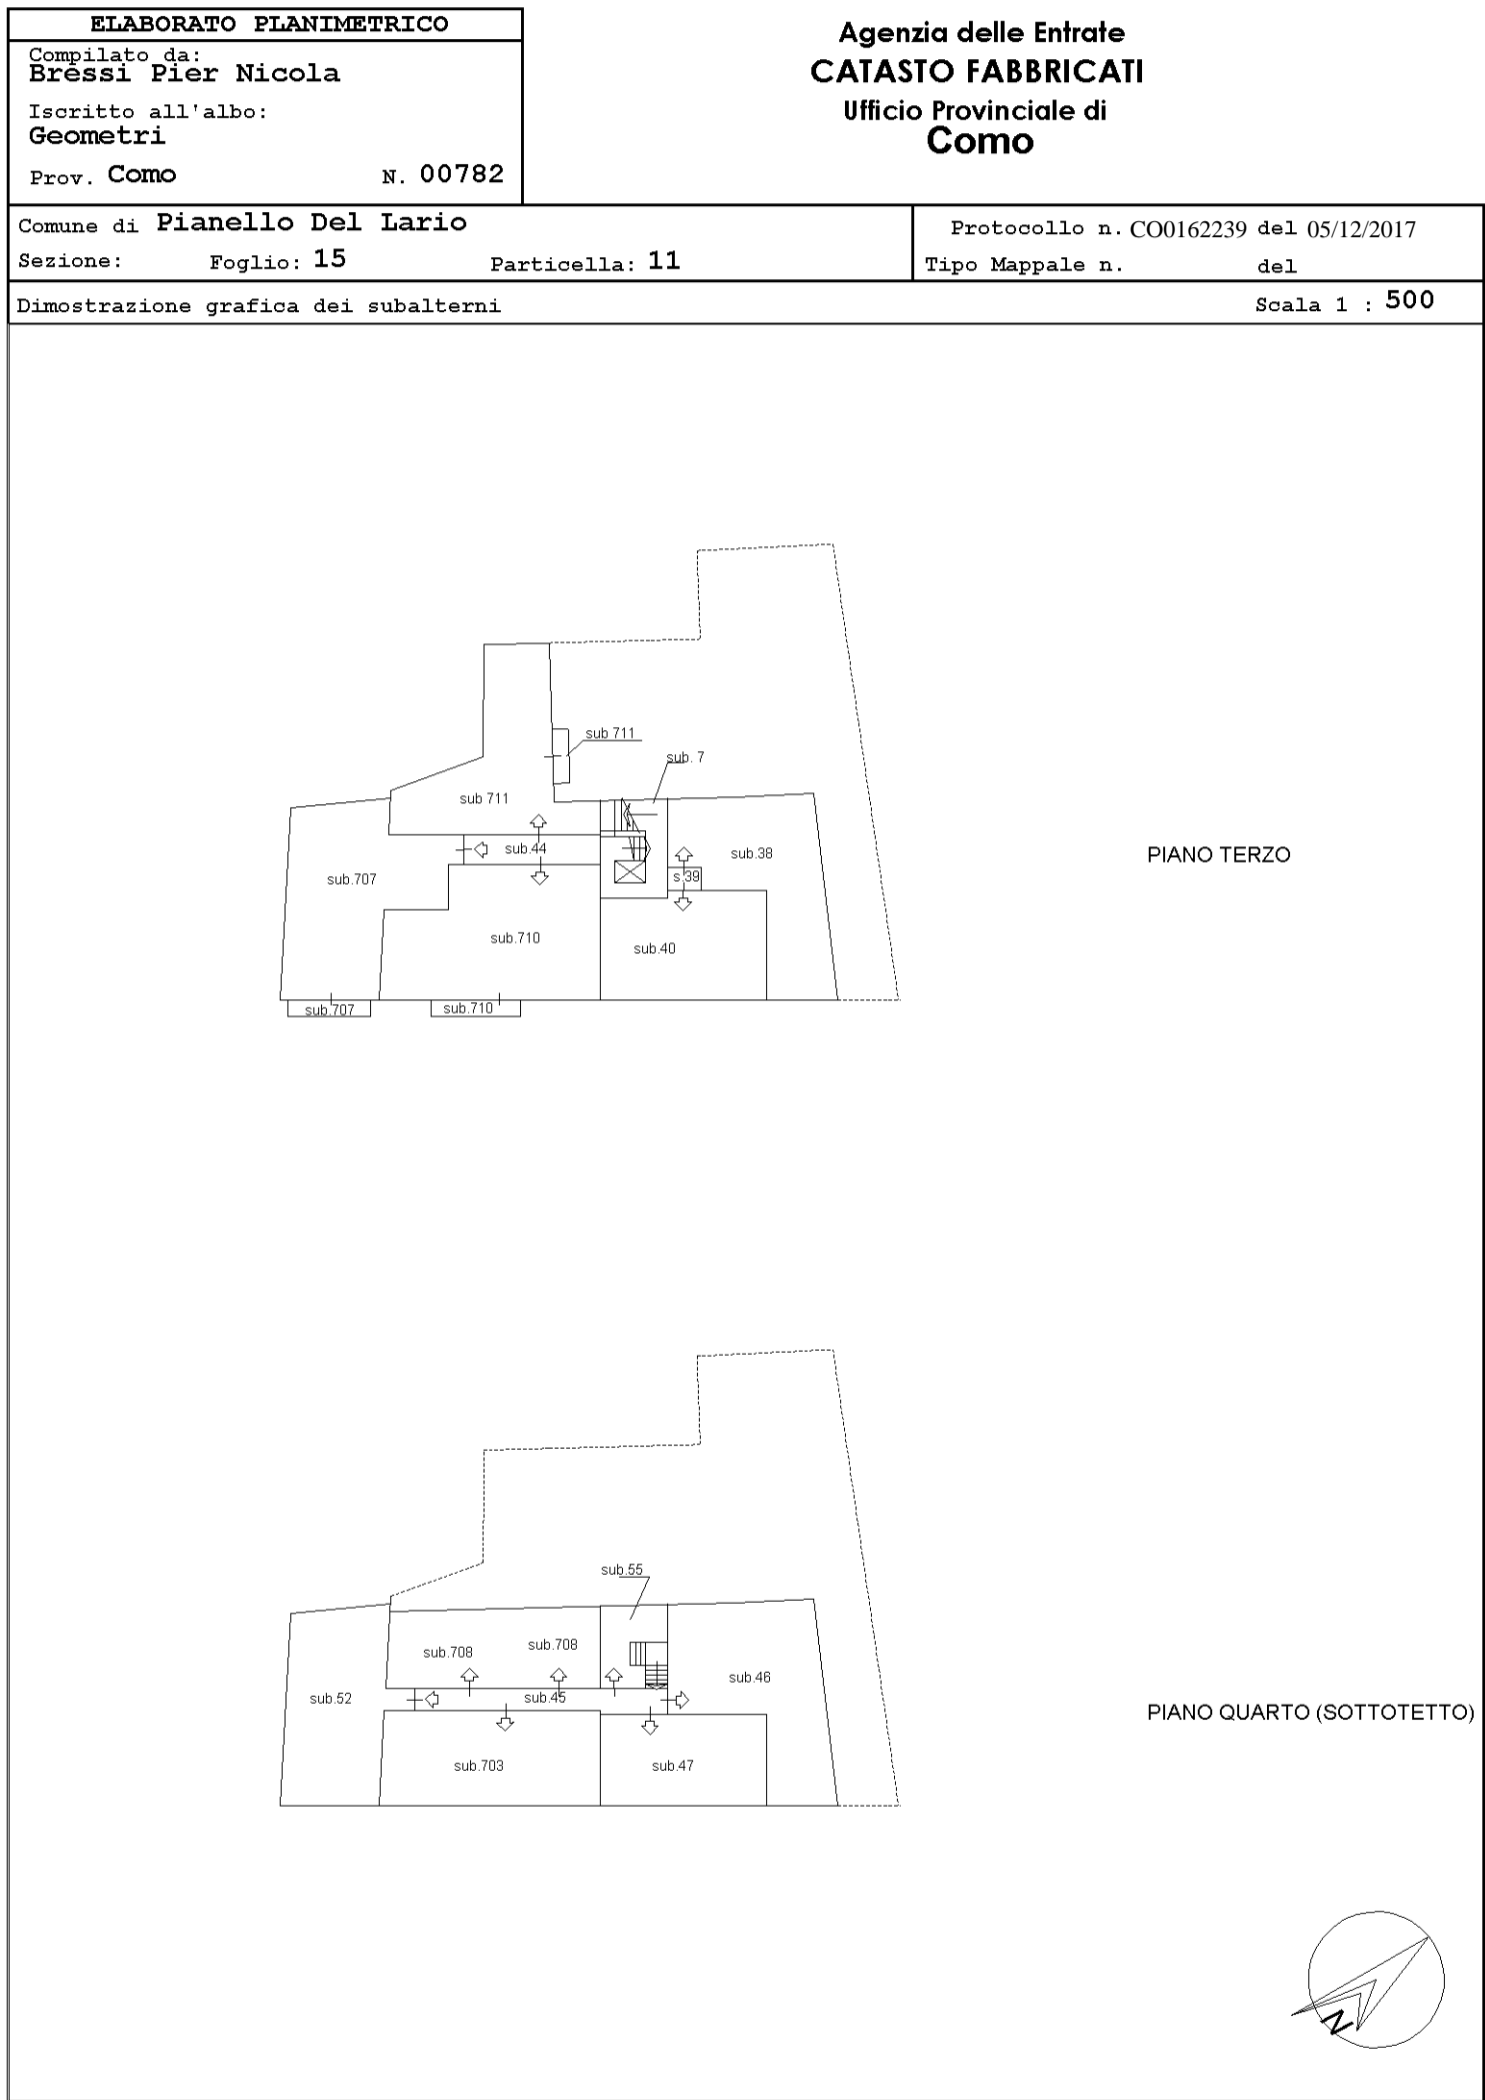 ELABORATO PLANIMETRICO
Compilato da:
Bressi Pier Nicola
Iscritto all'albo:
Geometri
Prov. Como N. 00782
Agenzia delle Entrate
CATASTO FABBRICATI
Ufficio Provinciale di
Como
Comune di Pianello Del Lario
Sezione: Foglio: 15 Particella: 11
Protocollo n. CO0162239 del 05/12/2017
Tipo Mappale n. del
Dimostrazione grafica dei subalterni Scala 1 : 500
sub 711
sub. 7
sub 711
sub.44
sub.38
sub.707
s.39
sub.710
sub.40
sub.707
sub.710
PIANO TERZO
sub.55
sub.708
sub.708
sub.46
sub.52
sub.45
sub.703
sub.47
PIANO QUARTO (SOTTOTETTO)
N